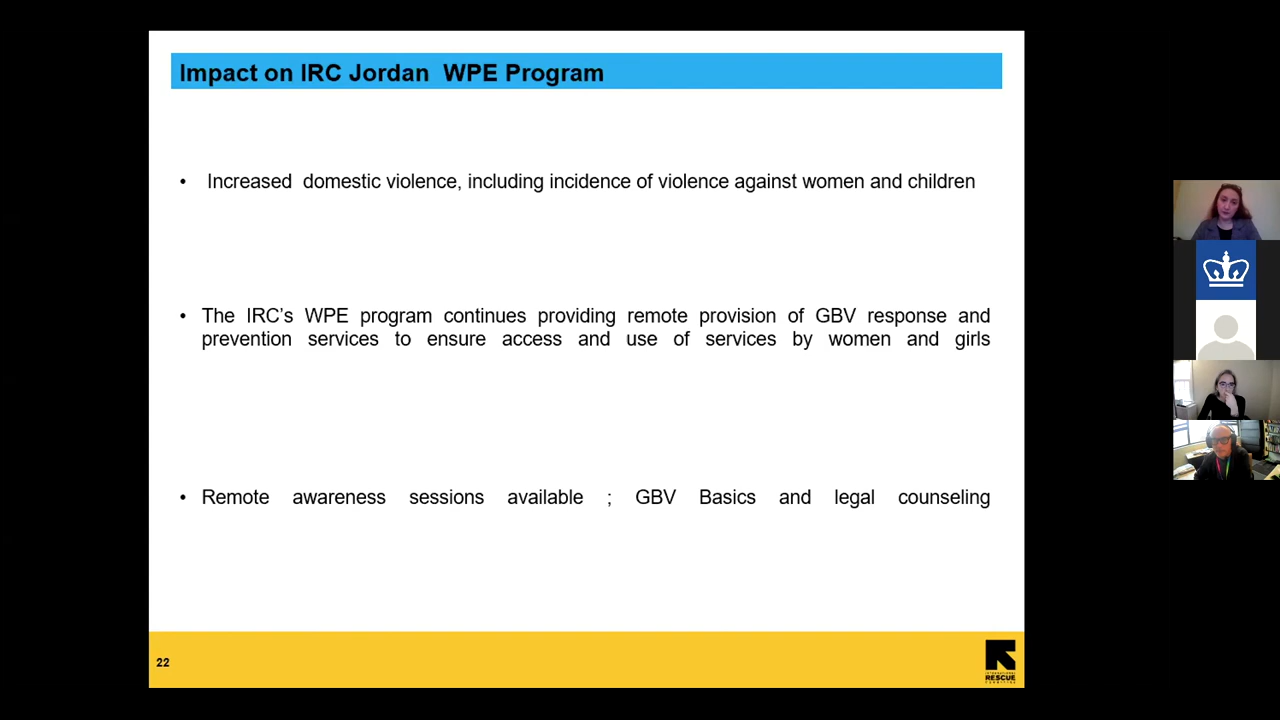 Impact on IRC Jordan WPE Program
• Increased domestic violence, including incidence of violence against women and children
• The IRC's WPE program continues providing remote provision of GBV response and
prevention services to ensure access and use of services by women and girls
• Remote awareness sessions available ; GBV Basics and legal counseling
22
INTERNATIONAL
RESCUE
COMMITTEE